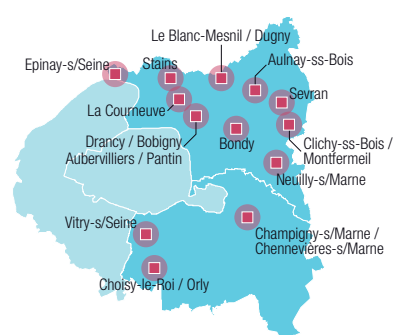 Le Blanc-Mesnil / Dugny
Epinay-s/Seine
Stains
Aulnay-ss-Bois
Sevran
La Courneuve
Drancy / Bobigny
Aubervilliers / Pantin
Bondy
Clichy-ss-Bois /
Montfermeil
Neuilly-s/Marne
Vitry-s/Seine
Champigny-s/Marne /
Chennevières-s/Marne
Choisy-le-Roi / Orly